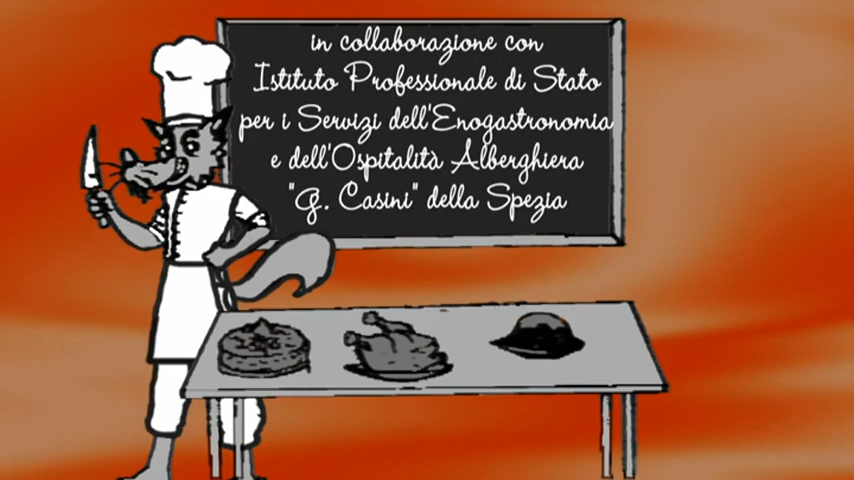 in collaborazione con
Istituto Professionale di Stato
per i Servizi dell'Enogastronomia
e dell'Ospitalità Alberghiera
"G. Casini" della Spezia